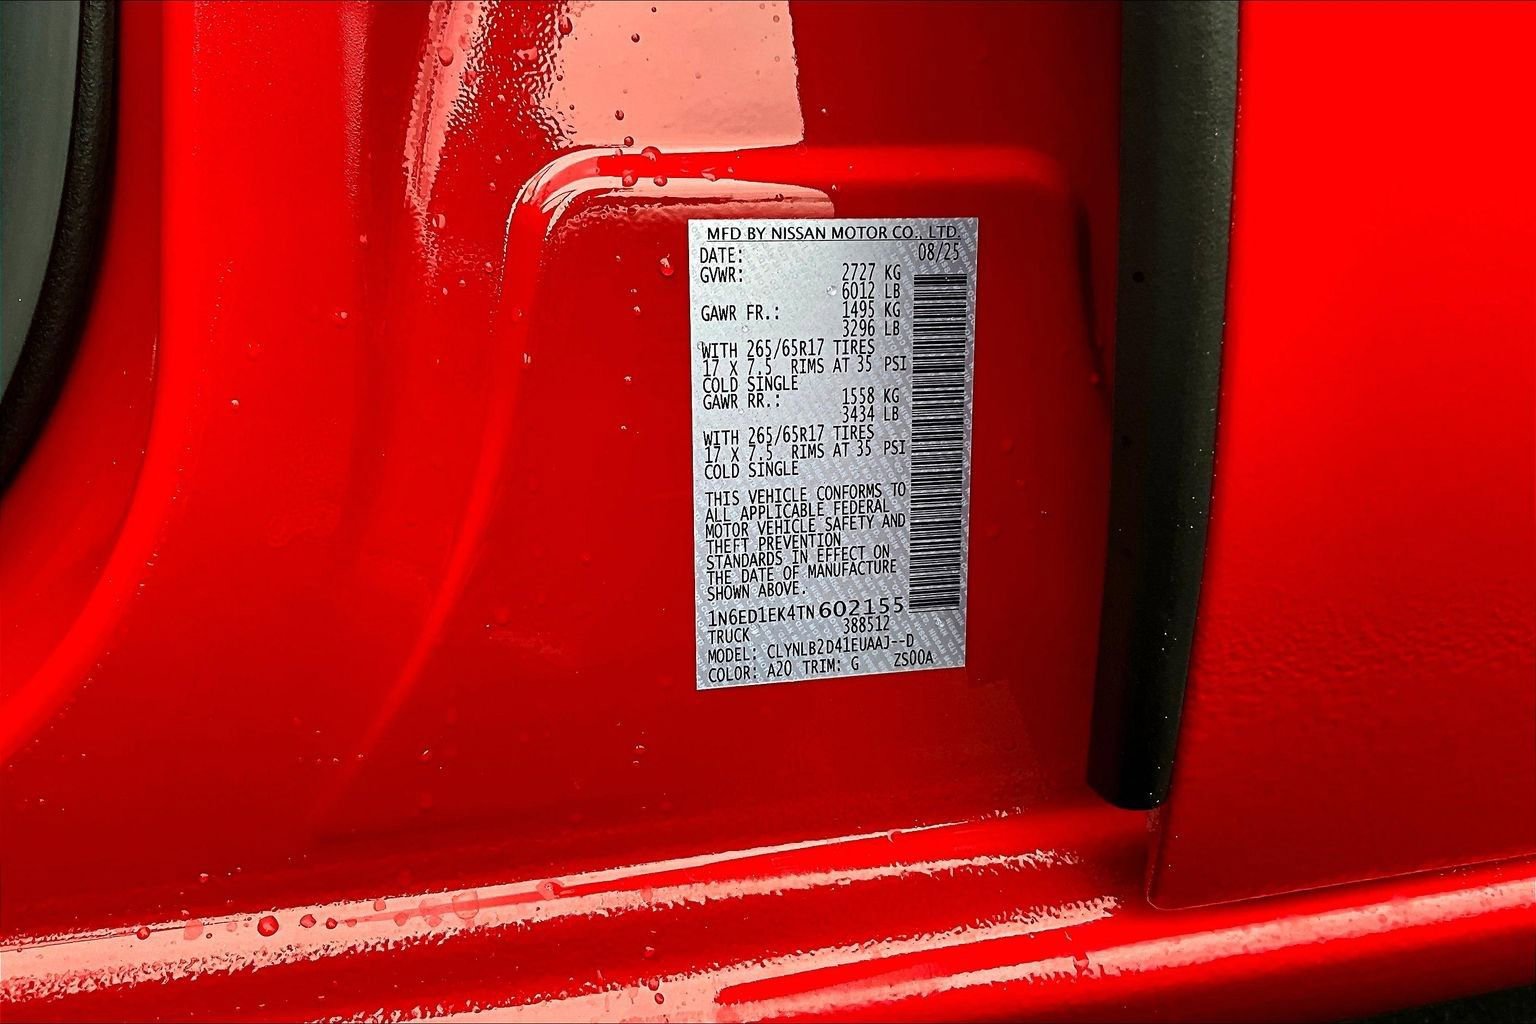 MFD BY NISSAN MOTOR CO., LTD.
DATE: 08/25
GVWR: 2727 KG
6012 LB
GAWR FR.: 1495 KG
3296 LB
WITH 265/65R17 TIRES
17 X 7.5 RIMS AT 35 PSI
COLD SINGLE
GAWR RR.: 1558 KG
3434 LB
WITH 265/65R17 TIRES
17 X 7.5 RIMS AT 35 PSI
COLD SINGLE
THIS VEHICLE CONFORMS TO
ALL APPLICABLE FEDERAL
MOTOR VEHICLE SAFETY AND
THEFT PREVENTION
STANDARDS IN EFFECT ON
THE DATE OF MANUFACTURE
SHOWN ABOVE.
1N6ED1EK4TN602155
TRUCK 388512
MODEL: CLYNLB2D41EUAAJ--D
COLOR: A20 TRIM: G ZS00A